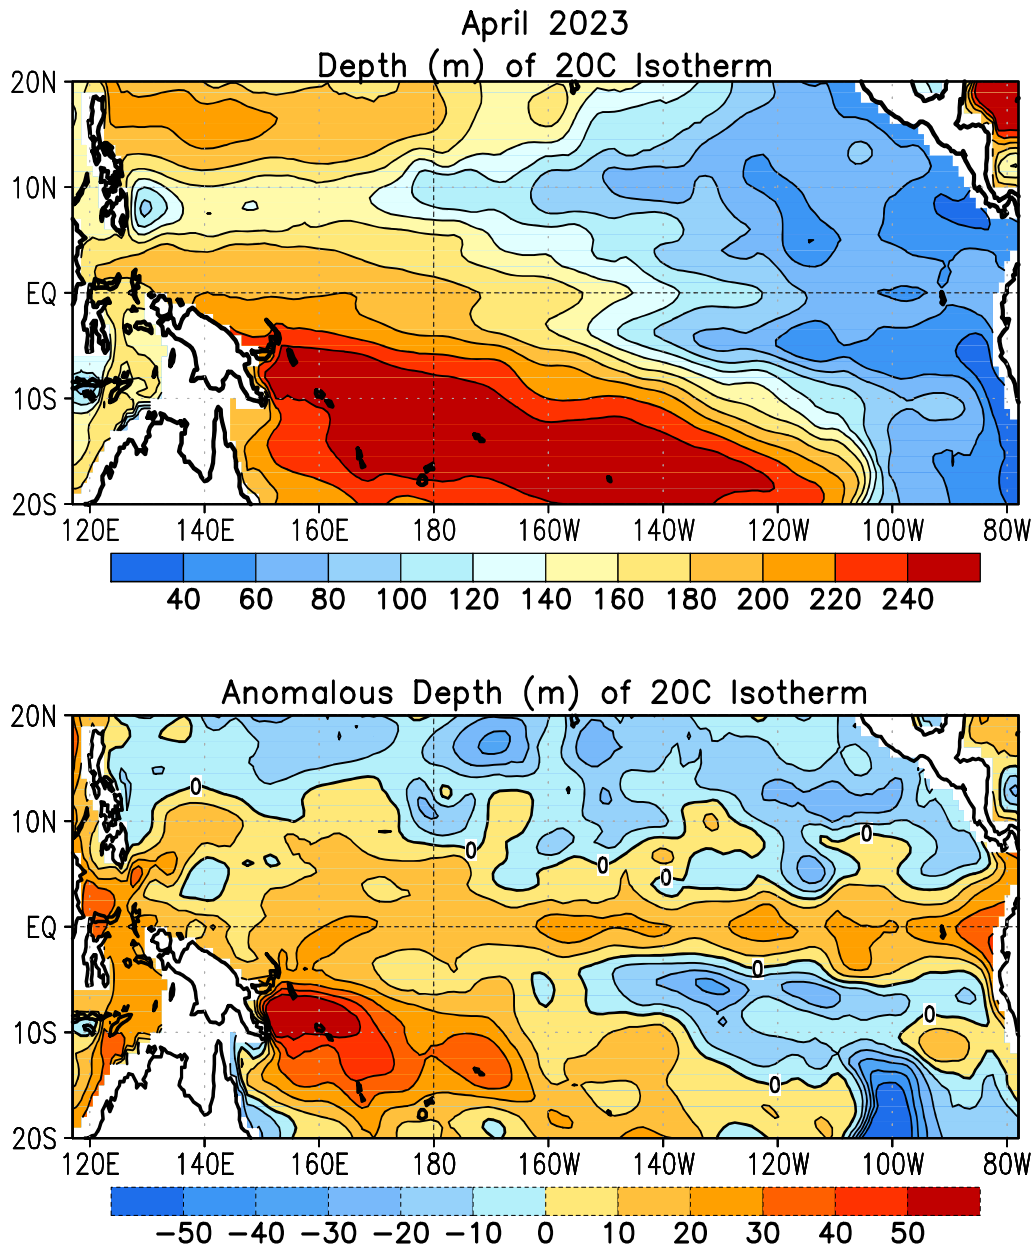 April 2023
Depth (m) of 20C Isotherm
20N
10N
EQ
10S
20S
120E 140E 160E 180 160W 140W 120W 100W 80W
40 60 80 100 120 140 160 180 200 220 240
Anomalous Depth (m) of 20C Isotherm
20N
0
10N
0
0
0
0
EQ
0
0
10S
0
20S
120E 140E 160E 180 160W 140W 120W 100W 80W
−50 −40 −30 −20 −10 0 10 20 30 40 50